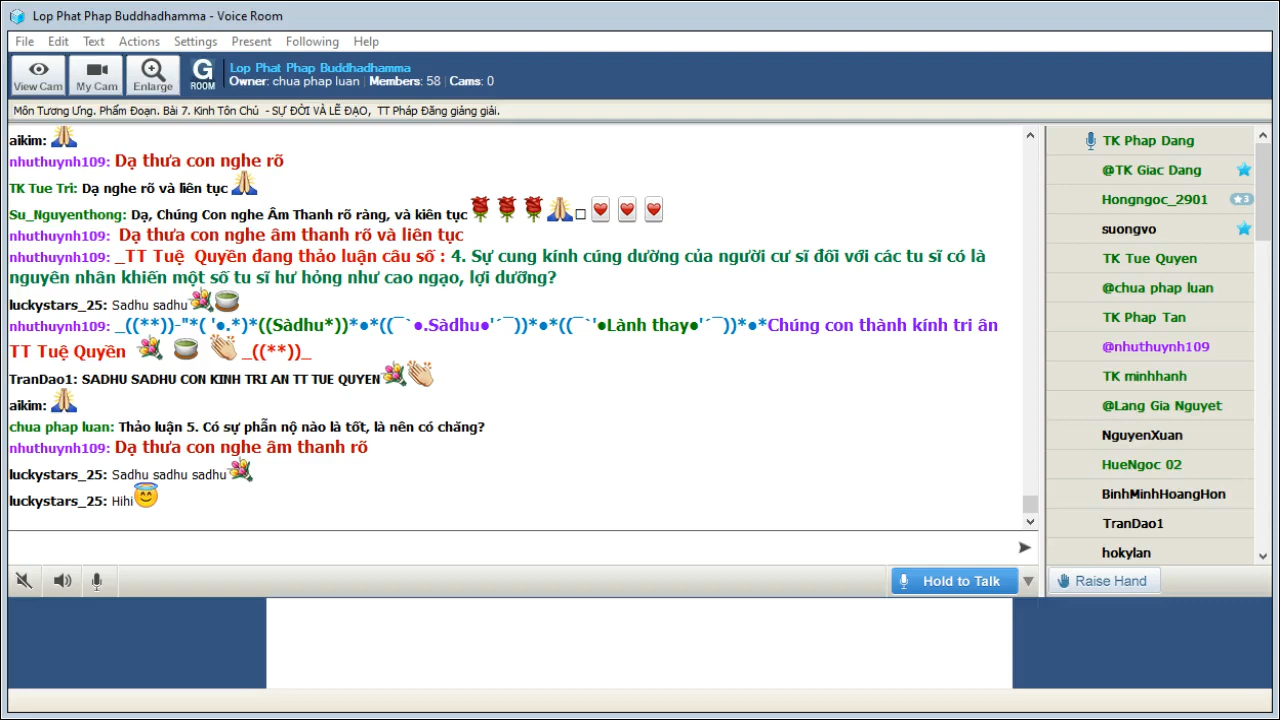 Lop Phat Phap Buddhadhamma - Voice Room
File Edit Text Actions Settings Present Following Help
View Cam My Cam Enlarge G ROOM
Lop Phat Phap Buddhadhamma
Owner: chua phap luan | Members: 58 | Cams: 0
Môn Tương Ưng. Phẩm Đoạn. Bài 7. Kinh Tôn Chủ - SỰ ĐỜI VÀ LẼ ĐẠO, TT Pháp Đăng giảng giải.
aikim:
nhuthuynh109: Dạ thưa con nghe rõ
TK Tue Tri: Dạ nghe rõ và liên tục
Su_Nguyenthong: Dạ, Chúng Con nghe Âm Thanh rõ ràng, và kiên tục
nhuthuynh109: Dạ thưa con nghe âm thanh rõ và liên tục
nhuthuynh109: _TT Tuệ Quyền đang thảo luận câu số : 4. Sự cung kính cúng dường của người cư sĩ đối với các tu sĩ có là
nguyên nhân khiến một số tu sĩ hư hỏng như cao ngạo, lợi dưỡng?
luckystars_25: Sadhu sadhu
nhuthuynh109: _((**))-"*( '●.*)*((Sàdhu*))*●*((¯`●.Sàdhu●'´¯))*●*((¯`'●Lành thay●'´¯))*●*Chúng con thành kính tri ân
TT Tuệ Quyền _((**))_
TranDao1: SADHU SADHU CON KINH TRI AN TT TUE QUYEN
aikim:
chua phap luan: Thảo luận 5. Có sự phẫn nộ nào là tốt, là nên có chăng?
nhuthuynh109: Dạ thưa con nghe âm thanh rõ
luckystars_25: Sadhu sadhu sadhu
luckystars_25: Hihi
Hold to Talk
TK Phap Dang
@TK Giac Dang
Hongngoc_2901 3
suongvo
TK Tue Quyen
@chua phap luan
TK Phap Tan
@nhuthuynh109
TK minhhanh
@Lang Gia Nguyet
NguyenXuan
HueNgoc 02
BinhMinhHoangHon
TranDao1
hokylan
Raise Hand